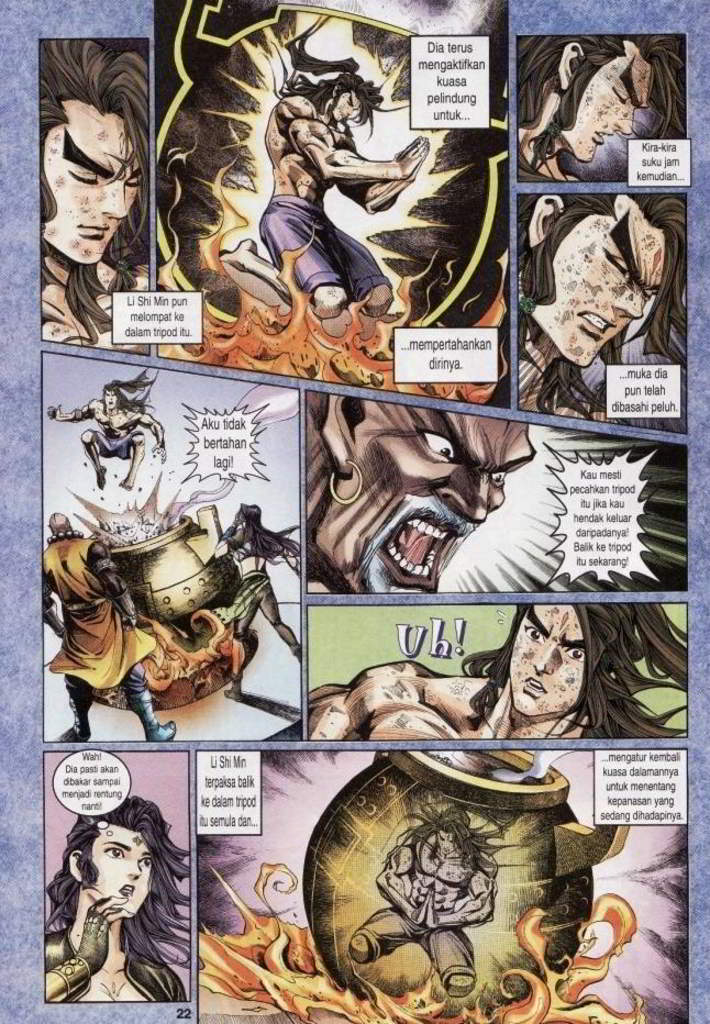 Li Shi Min pun
melompat ke
dalam tripod itu.
Dia terus
mengaktifkan
kuasa
pelindung
untuk...
...mempertahankan
dirinya.
Kira-kira
suku jam
kemudian...
...muka dia
pun telah
dibasahi peluh.
Aku tidak
bertahan
lagi!
Kau mesti
pecahkan tripod
itu jika kau
hendak keluar
daripadanya!
Balik ke tripod
itu sekarang!
Uh!
Wah!
Dia pasti akan
dibakar sampai
menjadi rentung
nanti!
Li Shi Min
terpaksa balik
ke dalam tripod
itu semula dan...
...mengatur kembali
kuasa dalamannya
untuk menentang
kepanasan yang
sedang dihadapinya.
22